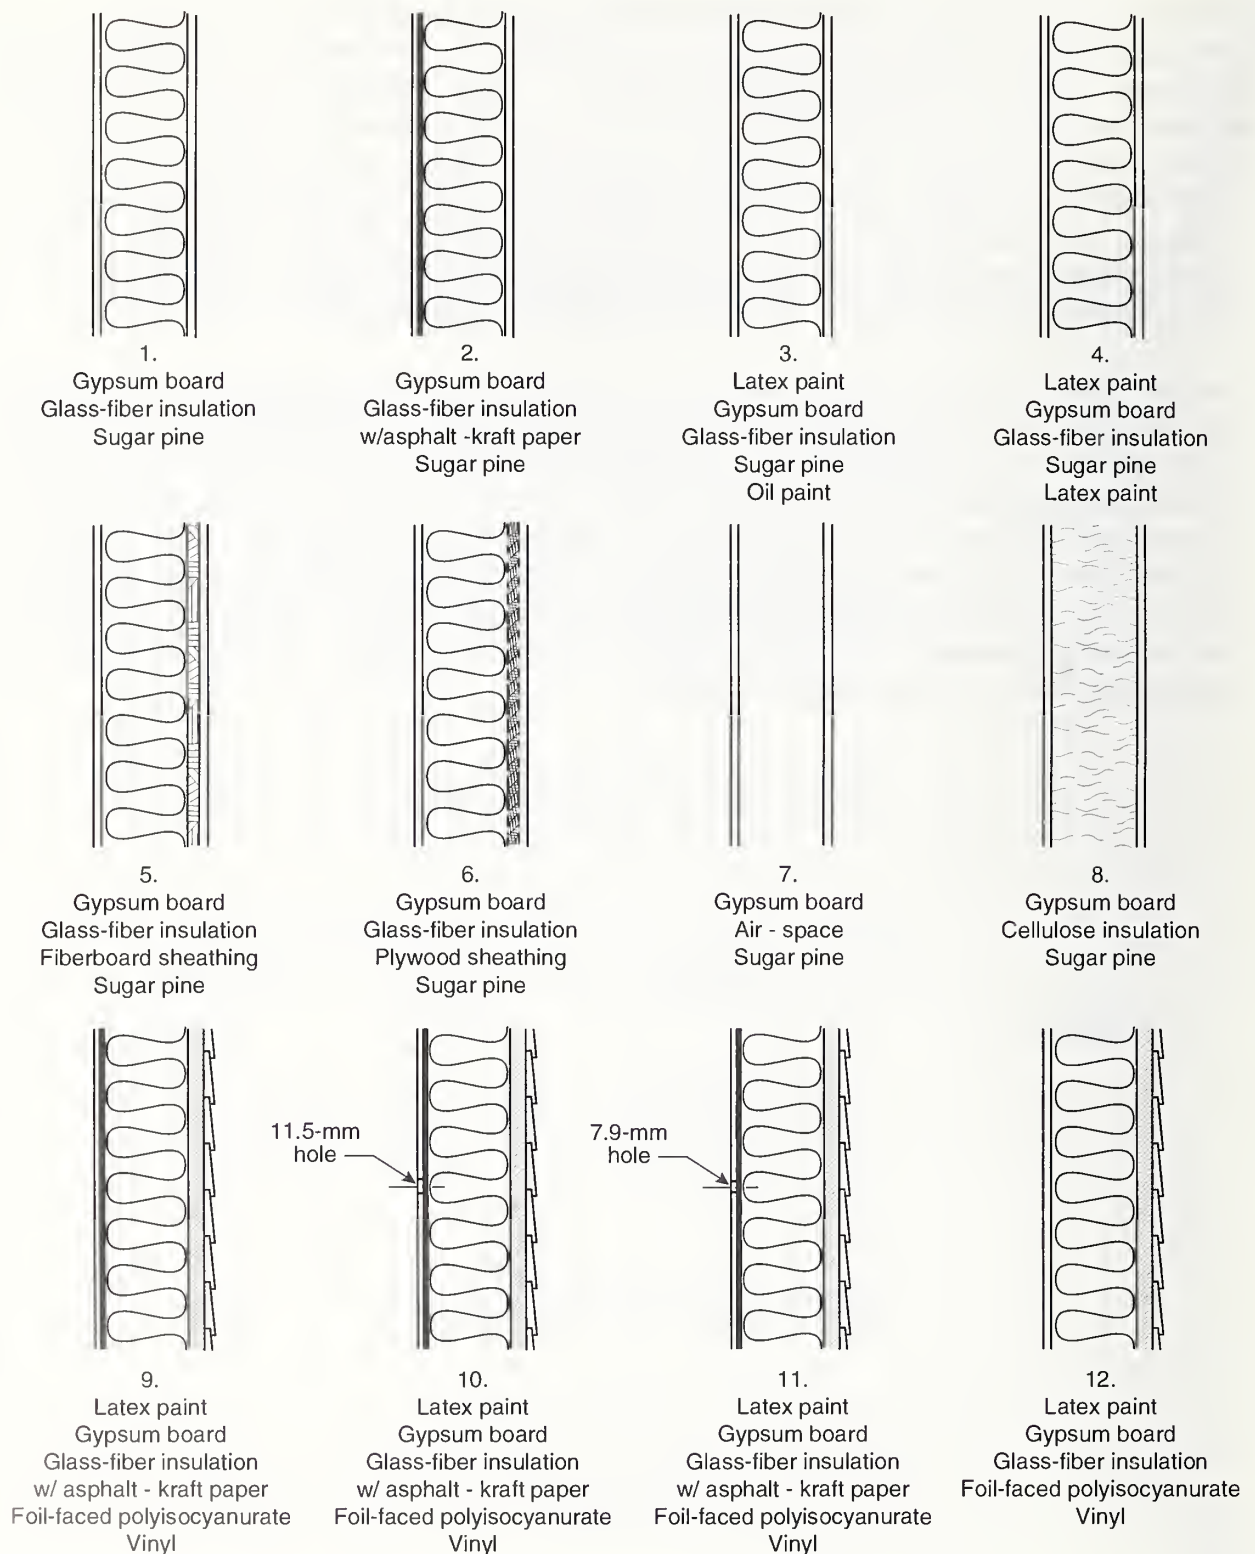 1.
Gypsum board
Glass-fiber insulation
Sugar pine
2.
Gypsum board
Glass-fiber insulation
w/asphalt -kraft paper
Sugar pine
3.
Latex paint
Gypsum board
Glass-fiber insulation
Sugar pine
Oil paint
4.
Latex paint
Gypsum board
Glass-fiber insulation
Sugar pine
Latex paint
5.
Gypsum board
Glass-fiber insulation
Fiberboard sheathing
Sugar pine
6.
Gypsum board
Glass-fiber insulation
Plywood sheathing
Sugar pine
7.
Gypsum board
Air - space
Sugar pine
8.
Gypsum board
Cellulose insulation
Sugar pine
9.
Latex paint
Gypsum board
Glass-fiber insulation
w/ asphalt - kraft paper
Foil-faced polyisocyanurate
Vinyl
11.5-mm
hole
10.
Latex paint
Gypsum board
Glass-fiber insulation
w/ asphalt - kraft paper
Foil-faced polyisocyanurate
Vinyl
7.9-mm
hole
11.
Latex paint
Gypsum board
Glass-fiber insulation
w/ asphalt - kraft paper
Foil-faced polyisocyanurate
Vinyl
12.
Latex paint
Gypsum board
Glass-fiber insulation
Foil-faced polyisocyanurate
Vinyl